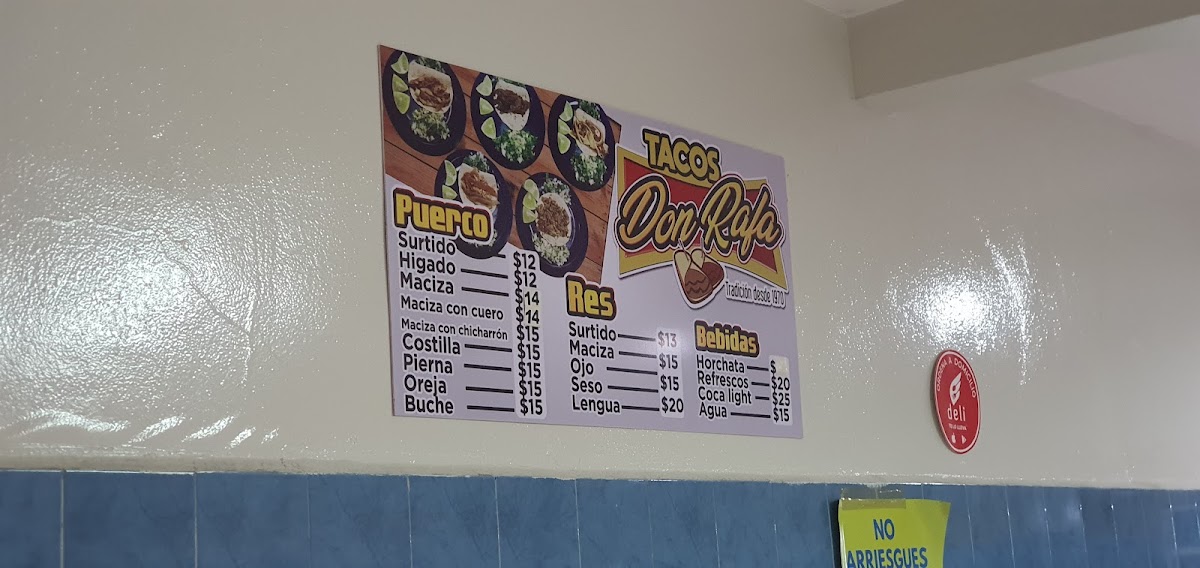 TACOS
Don Rafa
Tradición desde 1970
Puerco
Surtido $12
Higado $12
Maciza $14
Maciza con cuero $14
Maciza con chicharrón $15
Costilla $15
Pierna $15
Oreja $15
Buche $15
Res
Surtido $13
Maciza $15
Ojo
Seso $15
Lengua $20
Bebidas
Horchata $
Refrescos $20
Coca light $25
Agua $15
ORDENA A DOMICILIO
deli
NO
ARRIESGUES